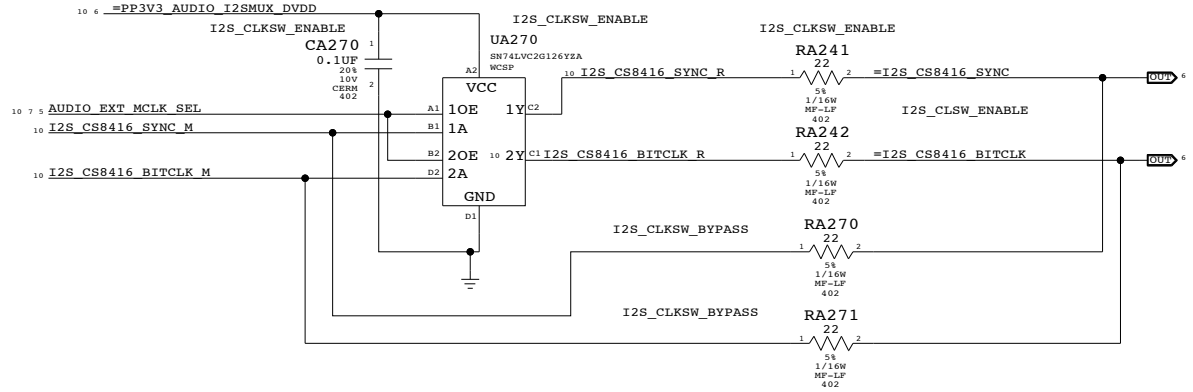 10 6 =PP3V3_AUDIO_I2SMUX_DVDD
I2S_CLKSW_ENABLE
I2S_CLKSW_ENABLE
I2S_CLKSW_ENABLE
CA270
0.1UF
20%
10V
CERM
402
1
2
UA270
SN74LVC2G126YZA
WCSP
A2
VCC
A1 1OE
B1 1A
B2 2OE
D2 2A
1Y C2
10 2Y C1
GND
D1
10 7 5 AUDIO_EXT_MCLK_SEL
10 I2S_CS8416_SYNC_M
10 I2S_CS8416_BITCLK_M
10 I2S_CS8416_SYNC_R
I2S_CS8416_BITCLK_R
RA241
22
1 2
5%
1/16W
MF-LF
402
=I2S_CS8416_SYNC
OUT 6
I2S_CLSW_ENABLE
RA242
22
1 2
5%
1/16W
MF-LF
402
=I2S_CS8416_BITCLK
OUT 6
I2S_CLKSW_BYPASS
RA270
22
1 2
5%
1/16W
MF-LF
402
I2S_CLKSW_BYPASS
RA271
22
1 2
5%
1/16W
MF-LF
402